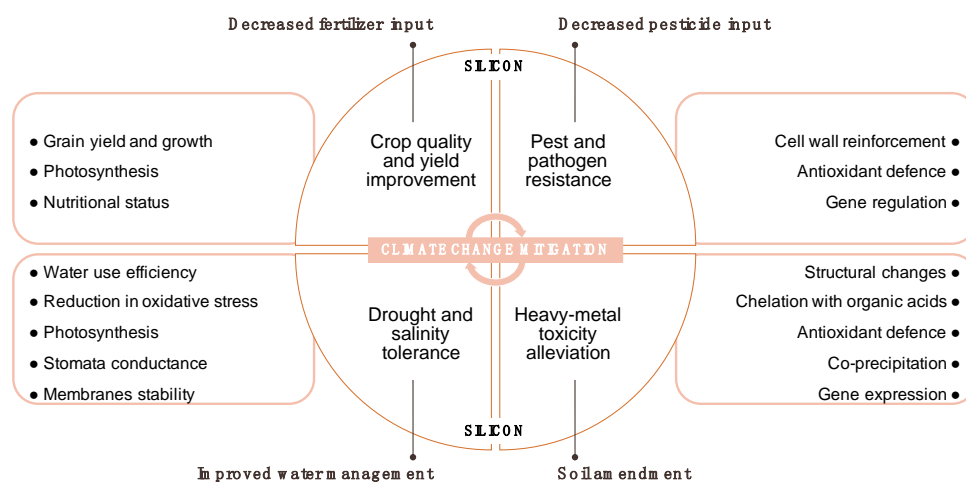 Decreased fertilizer input
Decreased pesticide input
SILICON
● Grain yield and growth
● Photosynthesis
● Nutritional status
Crop quality
and yield
improvement
Pest and
pathogen
resistance
Cell wall reinforcement ●
Antioxidant defence ●
Gene regulation ●
CLIMATE CHANGE MITIGATION
● Water use efficiency
● Reduction in oxidative stress
● Photosynthesis
● Stomata conductance
● Membranes stability
Drought and
salinity
tolerance
Heavy-metal
toxicity
alleviation
Structural changes ●
Chelation with organic acids ●
Antioxidant defence ●
Co-precipitation ●
Gene expression ●
SILICON
Improved water management
Soil amendment